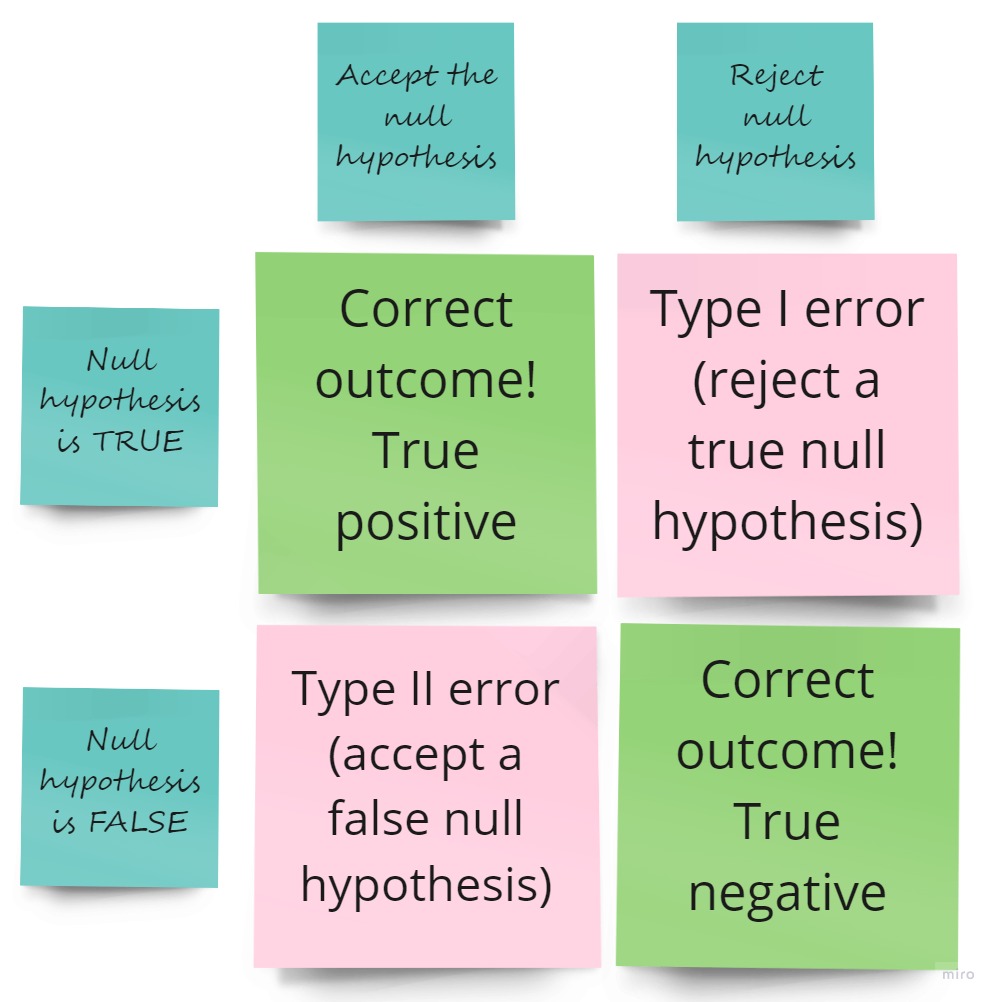 Accept the
null
hypothesis
Reject
null
hypothesis
Null
hypothesis
is TRUE
Correct
outcome!
True
positive
Type I error
(reject a
true null
hypothesis)
Null
hypothesis
is FALSE
Type II error
(accept a
false null
hypothesis)
Correct
outcome!
True
negative
miro